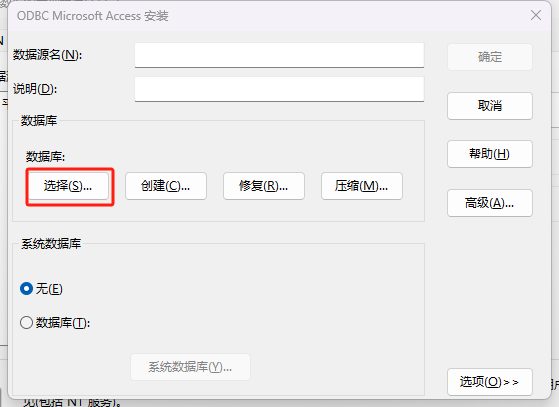 ODBC Microsoft Access 安装
数据源名(N):
确定
说明(D):
取消
数据库
数据库:
帮助(H)
选择(S)...
创建(C)...
修复(R)...
压缩(M)...
高级(A)...
系统数据库
无(E)
数据库(T):
系统数据库(Y)...
选项(O)>>
见(包括 NT 服务)。